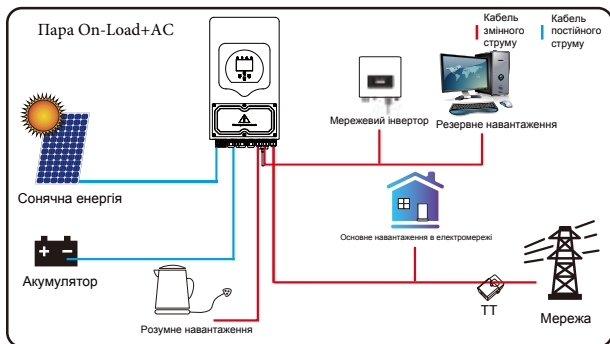 Пара On-Load+AC
Кабель
змінного
струму
Кабель
постійного
струму
Мережевий інвертор
Резервне навантаження
Сонячна енергія
Основне навантаження в електромережі
Акумулятор
ТТ
Мережа
Розумне навантаження